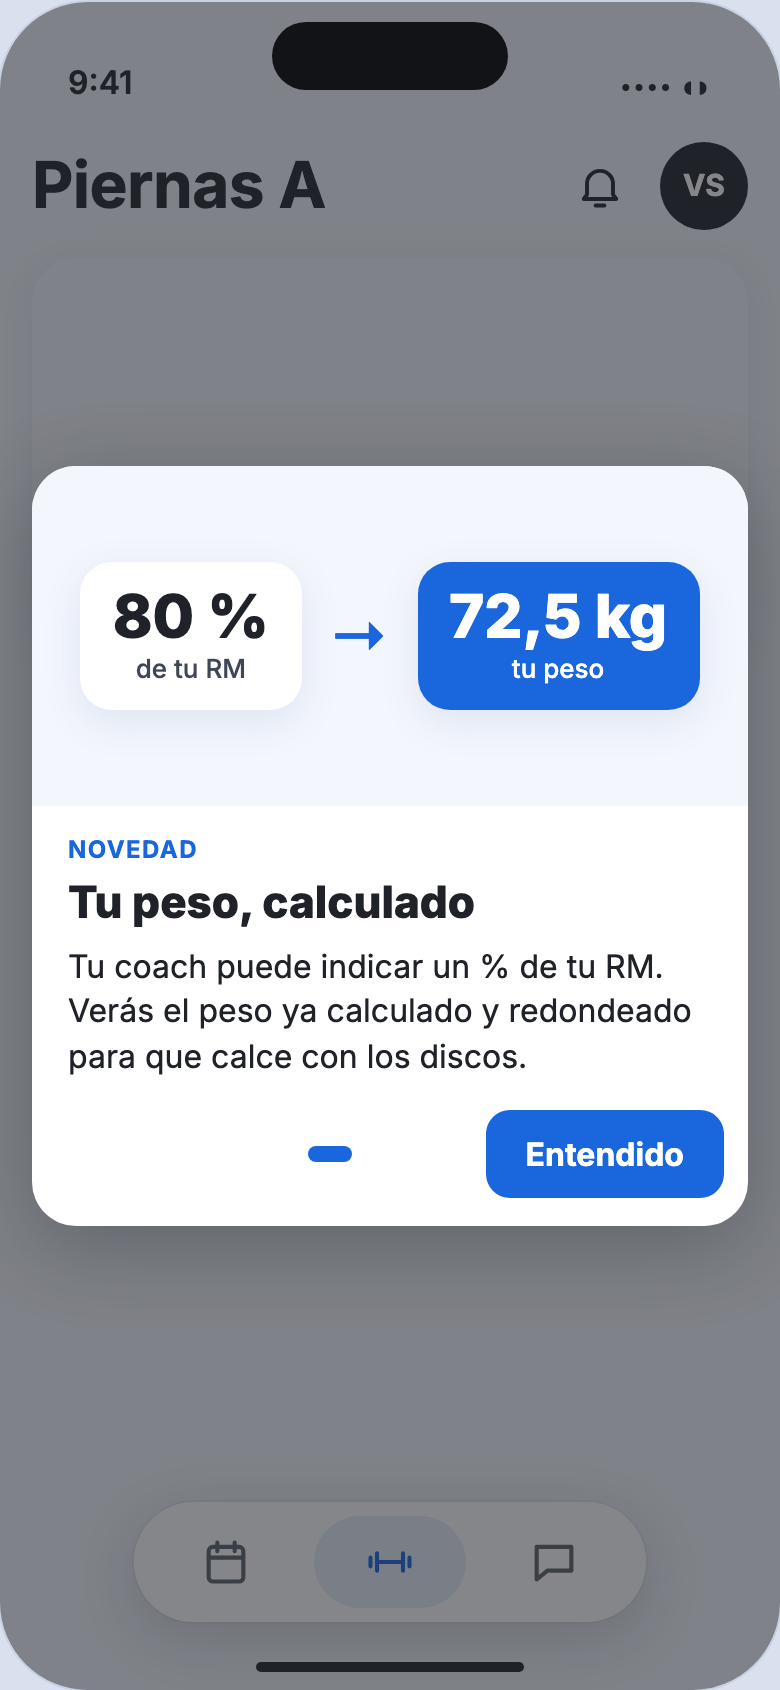 9:41
Piernas A
VS
80 %
de tu RM
72,5 kg
tu peso
NOVEDAD
Tu peso, calculado
Tu coach puede indicar un % de tu RM.
Verás el peso ya calculado y redondeado
para que calce con los discos.
Entendido